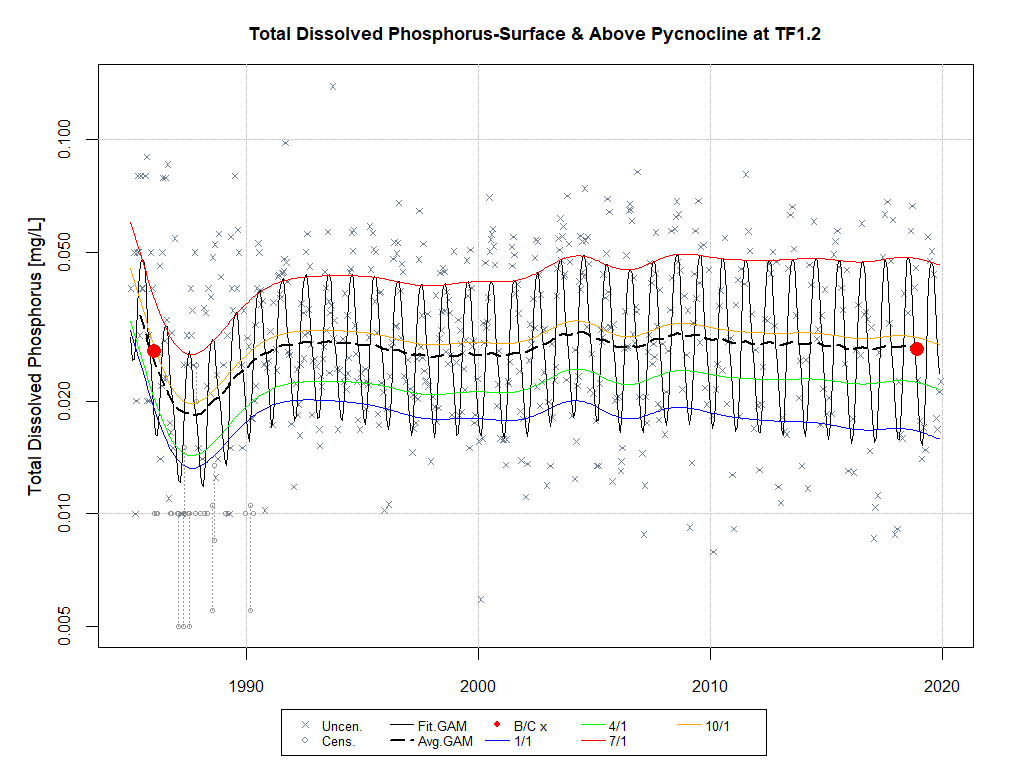 Total Dissolved Phosphorus-Surface & Above Pycnocline at TF1.2
Total Dissolved Phosphorus [mg/L]
0.100
0.050
0.020
0.010
0.005
1990 2000 2010 2020
Uncen. Fit.GAM B/C x 4/1 10/1
Cens. Avg.GAM 1/1 7/1